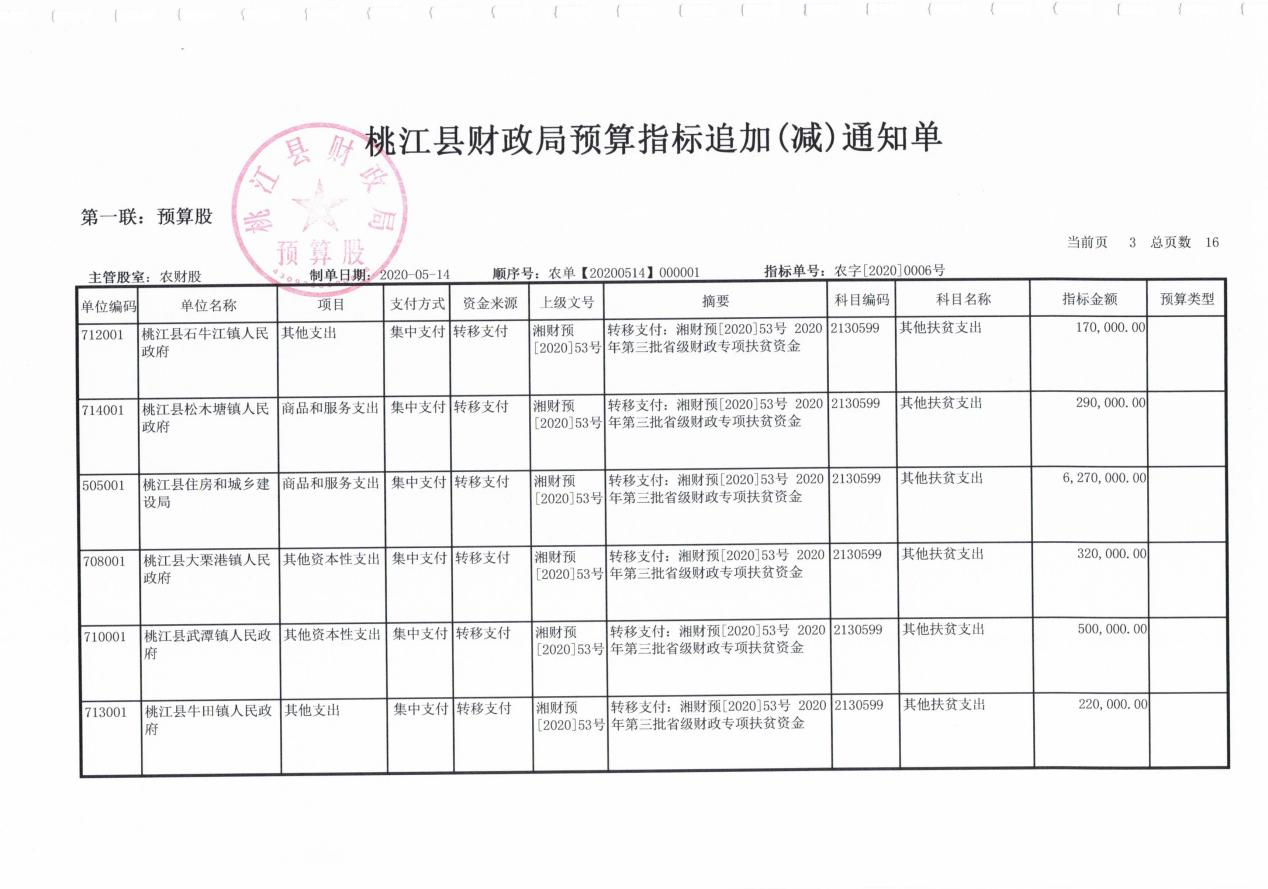 桃江县财政局预算指标追加(减)通知单
桃江县财政局
预算股
第一联：预算股
当前页 3 总页数 16
主管股室：农财股 制单日期：2020-05-14 顺序号：农单【20200514】000001 指标单号：农字[2020]0006号
单位编码 单位名称 项目 支付方式 资金来源 上级文号 摘要 科目编码 科目名称 指标金额 预算类型
712001 桃江县石牛江镇人民 其他支出 集中支付 转移支付 湘财预 转移支付：湘财预[2020]53号 2020 2130599 其他扶贫支出 170,000.00
政府 [2020]53号 年第三批省级财政专项扶贫资金
714001 桃江县松木塘镇人民 商品和服务支出 集中支付 转移支付 湘财预 转移支付：湘财预[2020]53号 2020 2130599 其他扶贫支出 290,000.00
政府 [2020]53号 年第三批省级财政专项扶贫资金
505001 桃江县住房和城乡建 商品和服务支出 集中支付 转移支付 湘财预 转移支付：湘财预[2020]53号 2020 2130599 其他扶贫支出 6,270,000.00
设局 [2020]53号 年第三批省级财政专项扶贫资金
708001 桃江县大栗港镇人民 其他资本性支出 集中支付 转移支付 湘财预 转移支付：湘财预[2020]53号 2020 2130599 其他扶贫支出 320,000.00
政府 [2020]53号 年第三批省级财政专项扶贫资金
710001 桃江县武潭镇人民政 其他资本性支出 集中支付 转移支付 湘财预 转移支付：湘财预[2020]53号 2020 2130599 其他扶贫支出 500,000.00
府 [2020]53号 年第三批省级财政专项扶贫资金
713001 桃江县牛田镇人民政 其他支出 集中支付 转移支付 湘财预 转移支付：湘财预[2020]53号 2020 2130599 其他扶贫支出 220,000.00
府 [2020]53号 年第三批省级财政专项扶贫资金